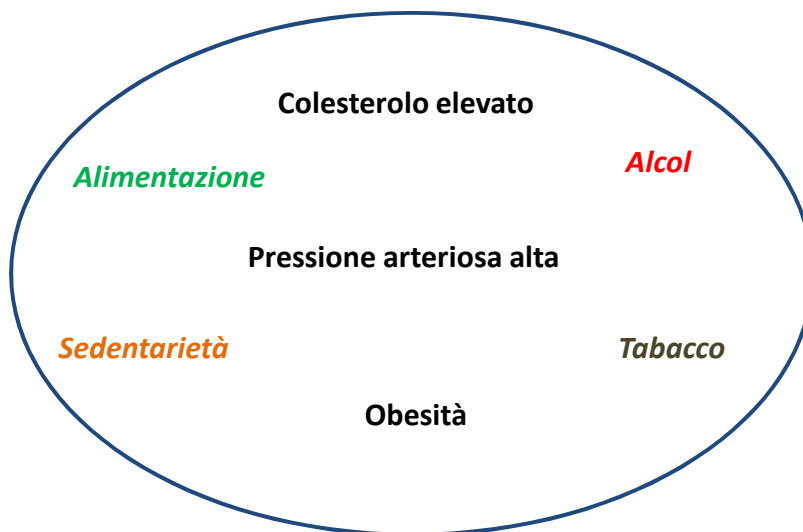 Colesterolo elevato
Alimentazione
Alcol
Pressione arteriosa alta
Sedentarietà
Tabacco
Obesità